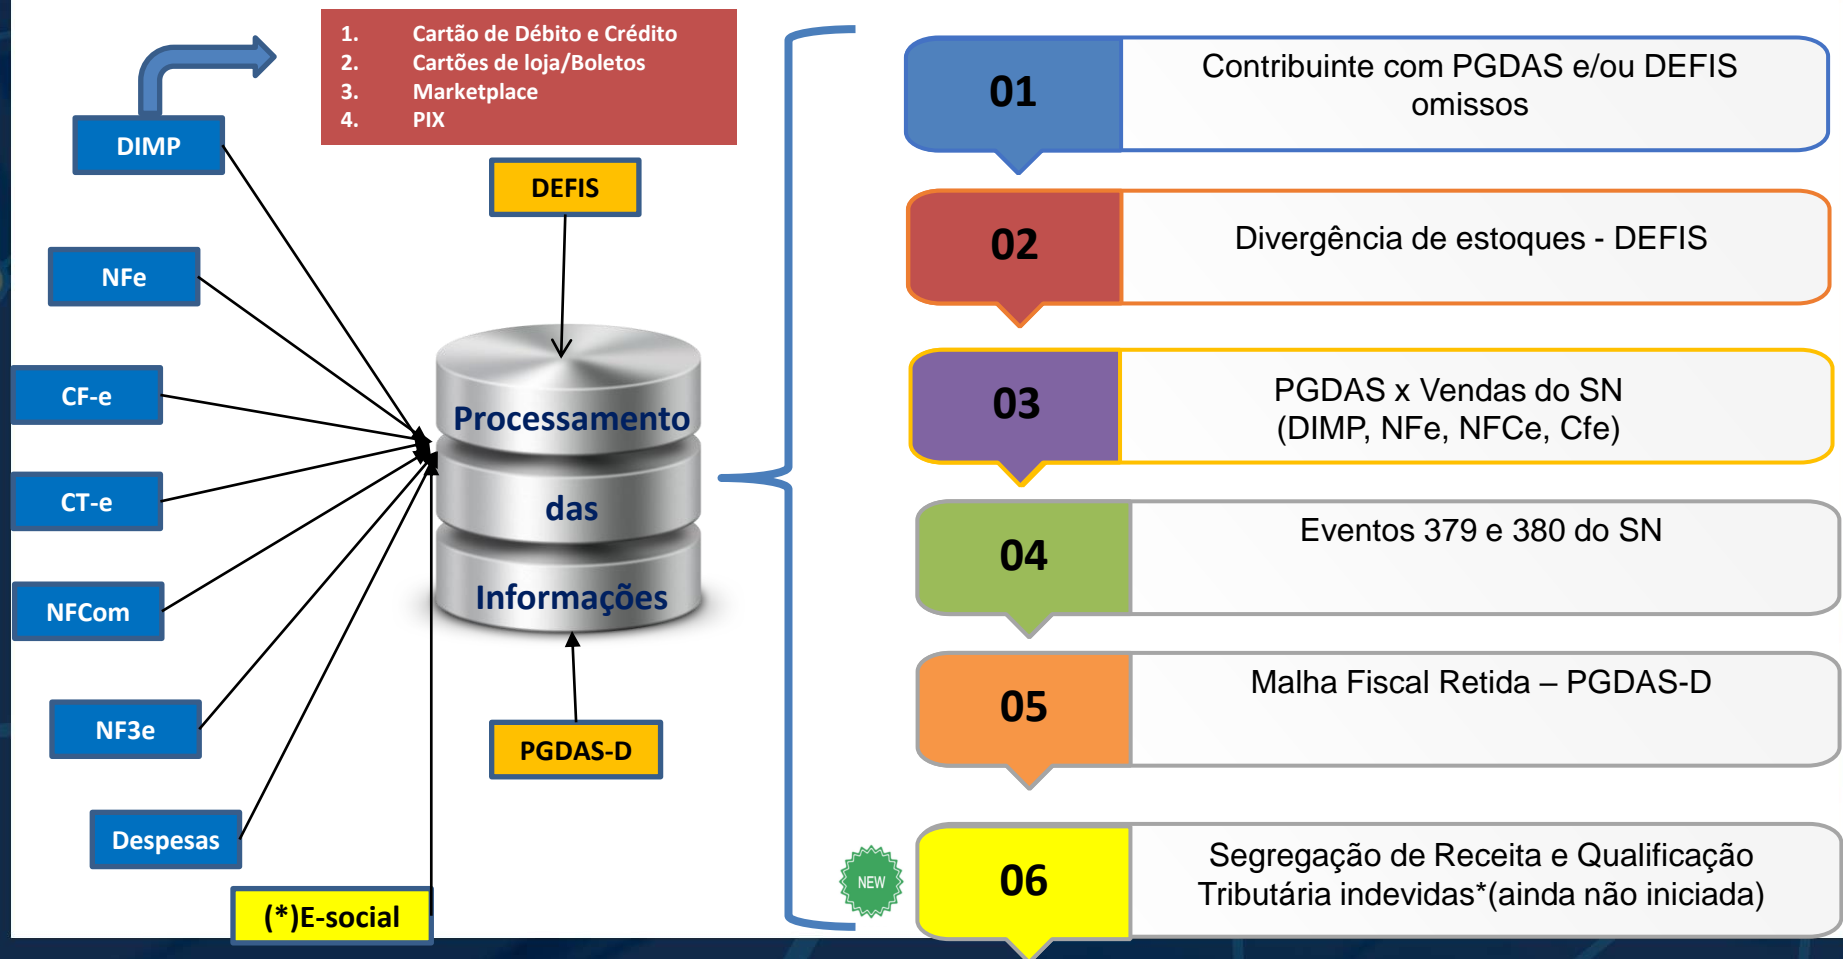 1. Cartão de Débito e Crédito
2. Cartões de loja/Boletos
3. Marketplace
4. PIX
DIMP
DEFIS
NFe
CF-e
CT-e
NFCom
NF3e
Despesas
(*)E-social
Processamento
das
Informações
PGDAS-D
01
Contribuinte com PGDAS e/ou DEFIS
omissos
02
Divergência de estoques - DEFIS
03
PGDAS x Vendas do SN
(DIMP, NFe, NFCe, Cfe)
04
Eventos 379 e 380 do SN
05
Malha Fiscal Retida – PGDAS-D
NEW
06
Segregação de Receita e Qualificação
Tributária indevidas*(ainda não iniciada)